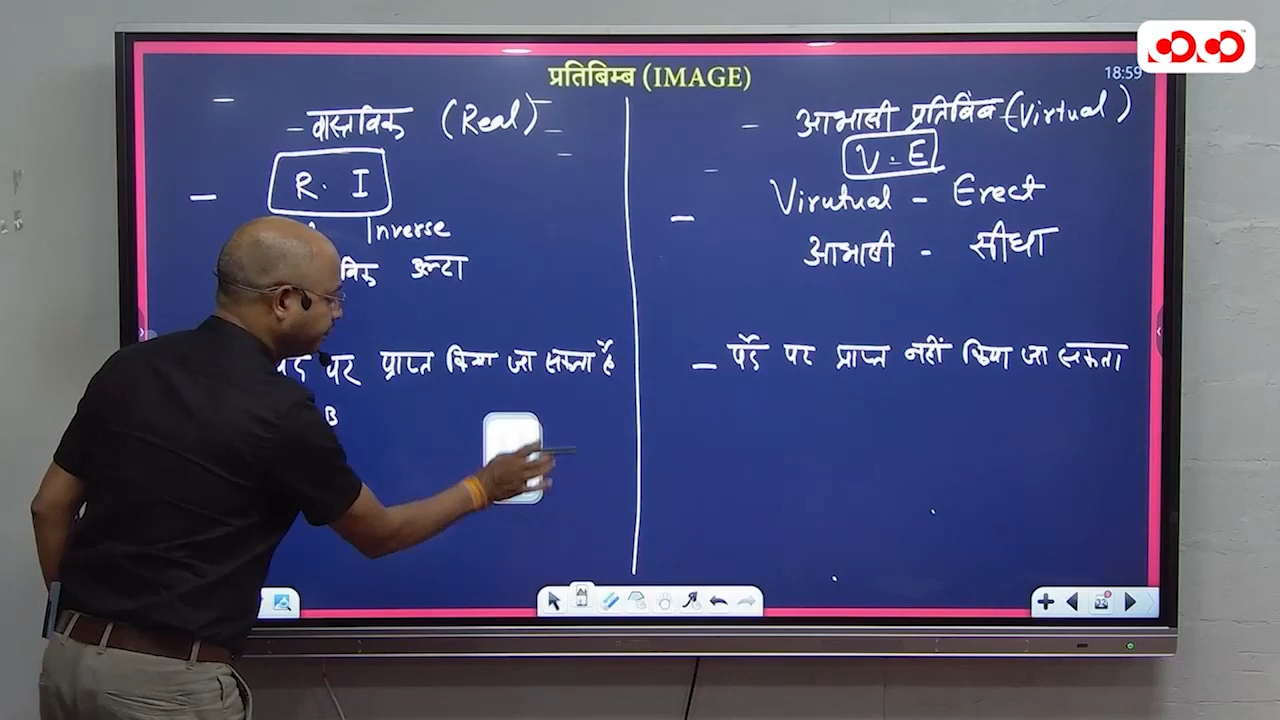 प्रतिबिम्ब (IMAGE)
18:59
- वास्तविक (Real)
R. I
Inverse
उल्टा
पर प्राप्त किया जा सकता है
B
- आभासी प्रतिबिंब (Virtual)
V - E
Virutual - Erect
आभाषी - सीधा
- पर्दे पर प्राप्त नहीं किया जा सकता
32